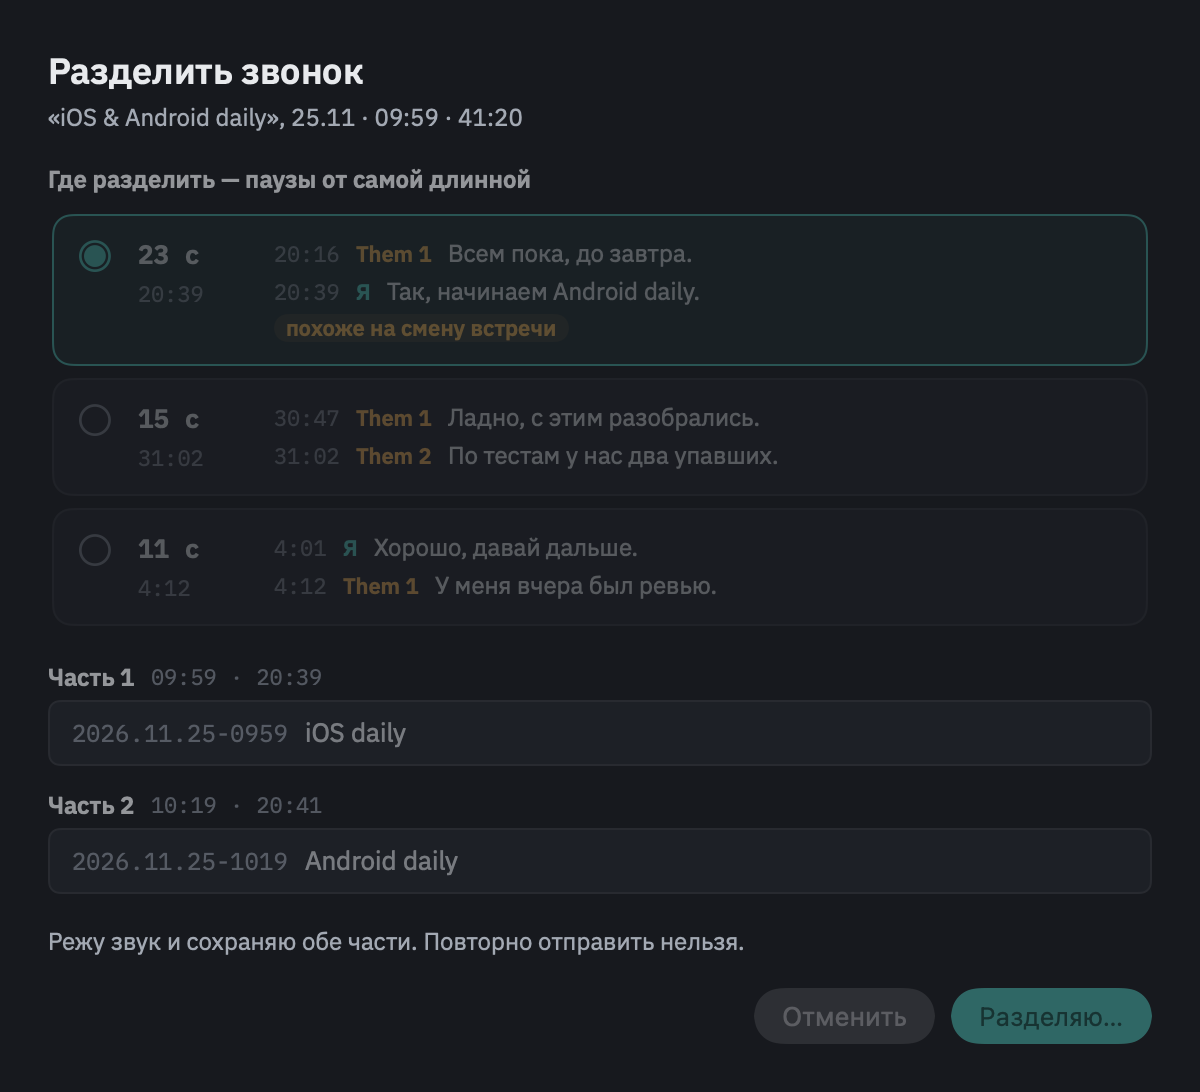 Разделить звонок
«iOS & Android daily», 25.11 · 09:59 · 41:20
Где разделить — паузы от самой длинной
23 с
20:39
20:16 Them 1 Всем пока, до завтра.
20:39 Я Так, начинаем Android daily.
похоже на смену встречи
15 с
31:02
30:47 Them 1 Ладно, с этим разобрались.
31:02 Them 2 По тестам у нас два упавших.
11 с
4:12
4:01 Я Хорошо, давай дальше.
4:12 Them 1 У меня вчера был ревью.
Часть 1 09:59 · 20:39
2026.11.25-0959 iOS daily
Часть 2 10:19 · 20:41
2026.11.25-1019 Android daily
Режу звук и сохраняю обе части. Повторно отправить нельзя.
Отменить Разделяю…